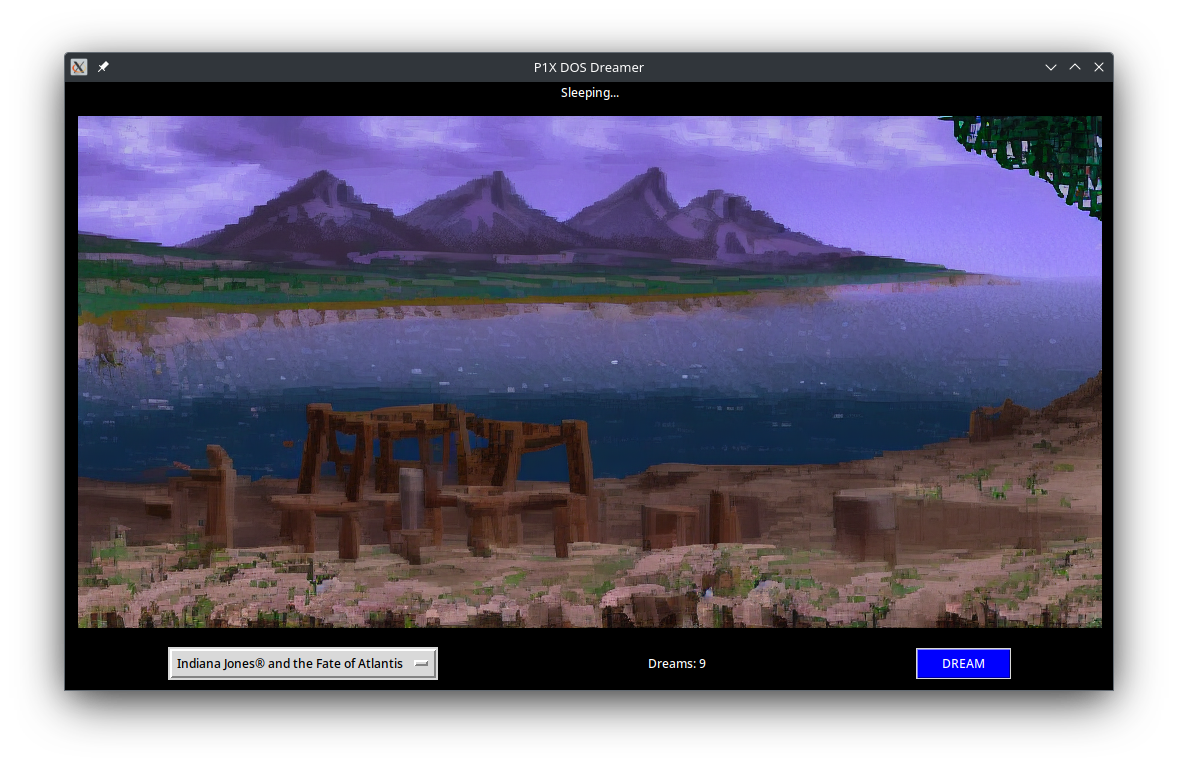 P1X DOS Dreamer
Sleeping...
Indiana Jones® and the Fate of Atlantis
Dreams: 9
DREAM